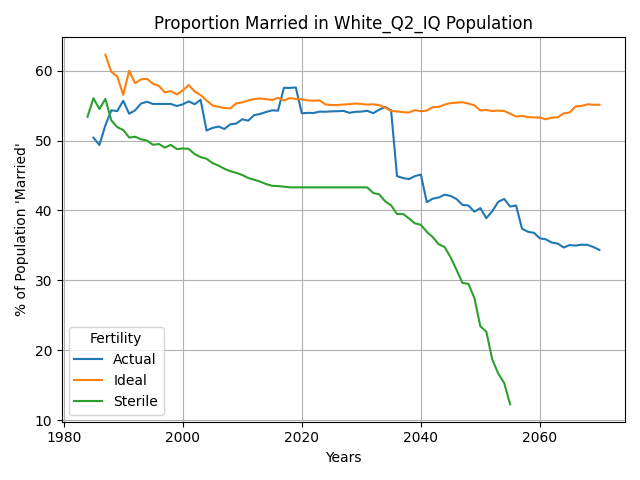 Proportion Married in White_Q2_IQ Population
% of Population 'Married'
60
50
40
30
20
10
Fertility
Actual
Ideal
Sterile
1980
2000
2020
2040
2060
Years